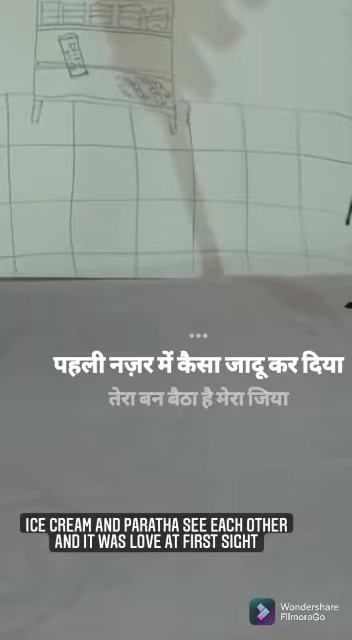 पहली नज़र में कैसा जादू कर दिया
तेरा बन बैठा है मेरा जिया
ICE CREAM AND PARATHA SEE EACH OTHER
AND IT WAS LOVE AT FIRST SIGHT
Wondershare
FilmoraGo